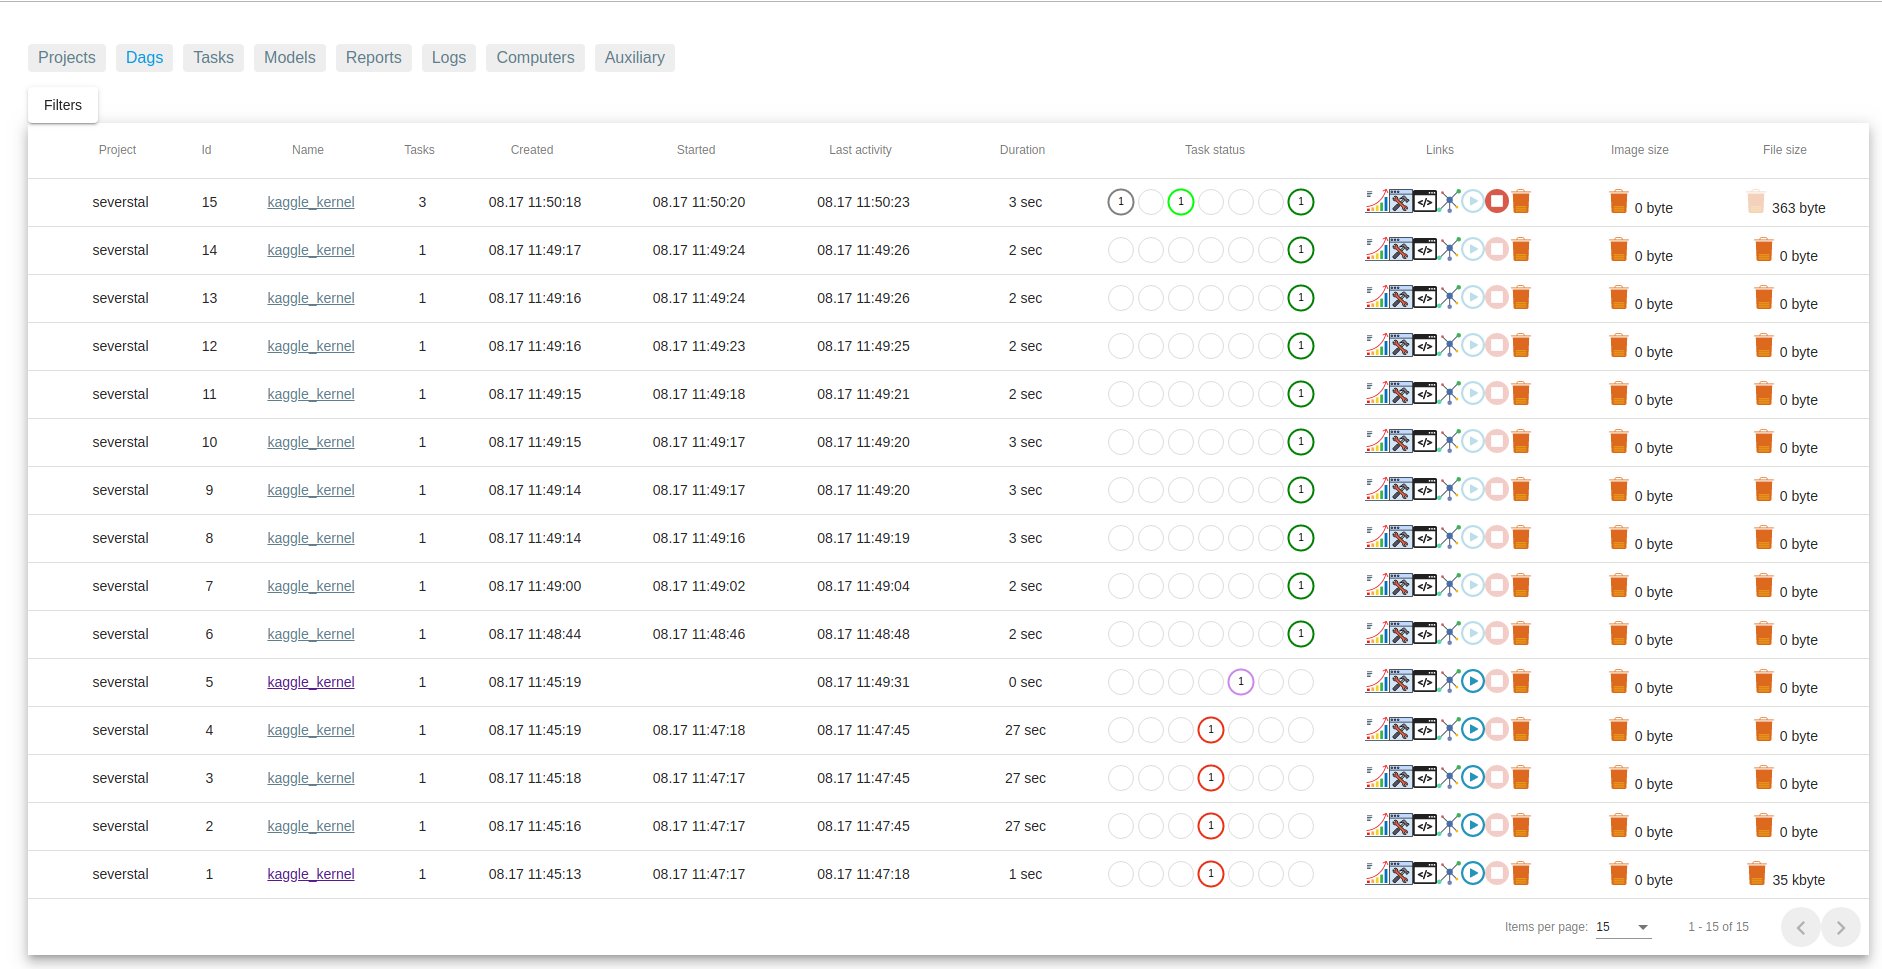 Projects Dags Tasks Models Reports Logs Computers Auxiliary
Filters
Project Id Name Tasks Created Started Last activity Duration Task status Links Image size File size
severstal 15 kaggle_kernel 3 08.17 11:50:18 08.17 11:50:20 08.17 11:50:23 3 sec 1 1 1 </> 0 byte 363 byte
severstal 14 kaggle_kernel 1 08.17 11:49:17 08.17 11:49:24 08.17 11:49:26 2 sec 1 </> 0 byte 0 byte
severstal 13 kaggle_kernel 1 08.17 11:49:16 08.17 11:49:24 08.17 11:49:26 2 sec 1 </> 0 byte 0 byte
severstal 12 kaggle_kernel 1 08.17 11:49:16 08.17 11:49:23 08.17 11:49:25 2 sec 1 </> 0 byte 0 byte
severstal 11 kaggle_kernel 1 08.17 11:49:15 08.17 11:49:18 08.17 11:49:21 2 sec 1 </> 0 byte 0 byte
severstal 10 kaggle_kernel 1 08.17 11:49:15 08.17 11:49:17 08.17 11:49:20 3 sec 1 </> 0 byte 0 byte
severstal 9 kaggle_kernel 1 08.17 11:49:14 08.17 11:49:17 08.17 11:49:20 3 sec 1 </> 0 byte 0 byte
severstal 8 kaggle_kernel 1 08.17 11:49:14 08.17 11:49:16 08.17 11:49:19 3 sec 1 </> 0 byte 0 byte
severstal 7 kaggle_kernel 1 08.17 11:49:00 08.17 11:49:02 08.17 11:49:04 2 sec 1 </> 0 byte 0 byte
severstal 6 kaggle_kernel 1 08.17 11:48:44 08.17 11:48:46 08.17 11:48:48 2 sec 1 </> 0 byte 0 byte
severstal 5 kaggle_kernel 1 08.17 11:45:19 08.17 11:49:31 0 sec 1 </> 0 byte 0 byte
severstal 4 kaggle_kernel 1 08.17 11:45:19 08.17 11:47:18 08.17 11:47:45 27 sec 1 </> 0 byte 0 byte
severstal 3 kaggle_kernel 1 08.17 11:45:18 08.17 11:47:17 08.17 11:47:45 27 sec 1 </> 0 byte 0 byte
severstal 2 kaggle_kernel 1 08.17 11:45:16 08.17 11:47:17 08.17 11:47:45 27 sec 1 </> 0 byte 0 byte
severstal 1 kaggle_kernel 1 08.17 11:45:13 08.17 11:47:17 08.17 11:47:18 1 sec 1 </> 0 byte 35 kbyte
Items per page: 15 1 - 15 of 15